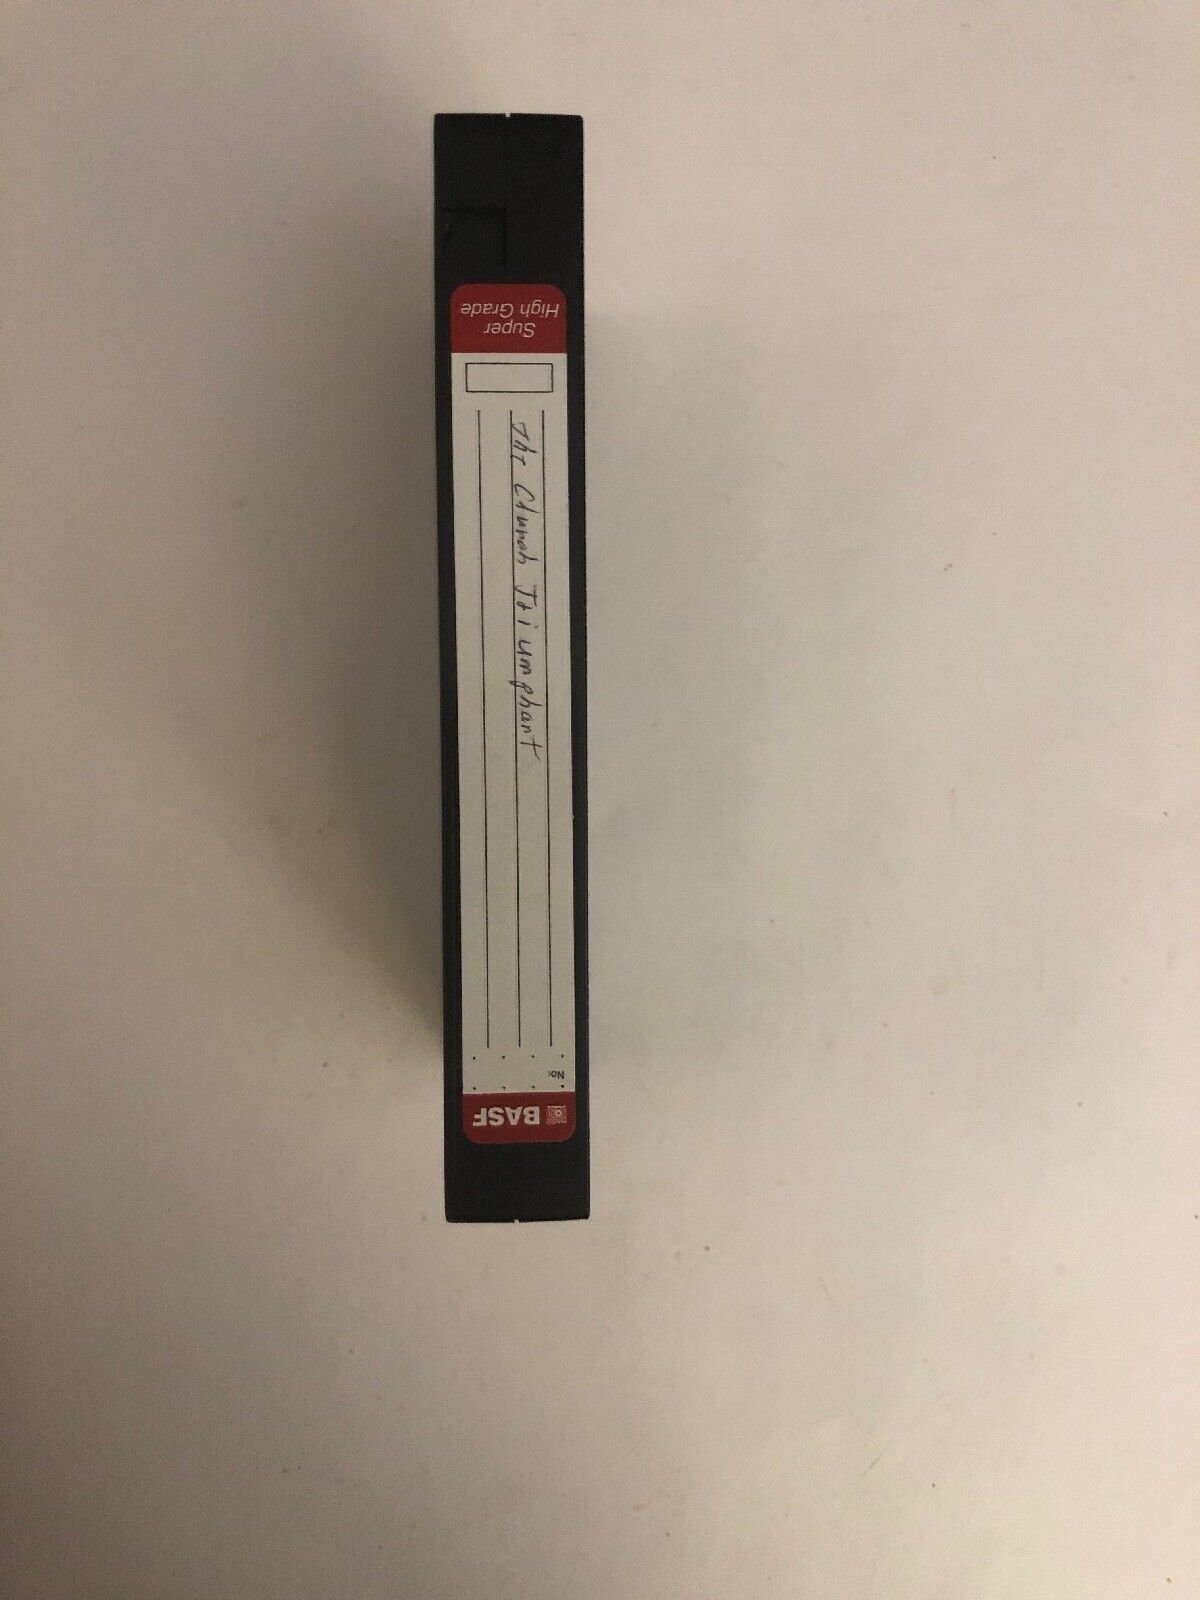 Super
High Grade
The Church Triumphant
No:
BASF